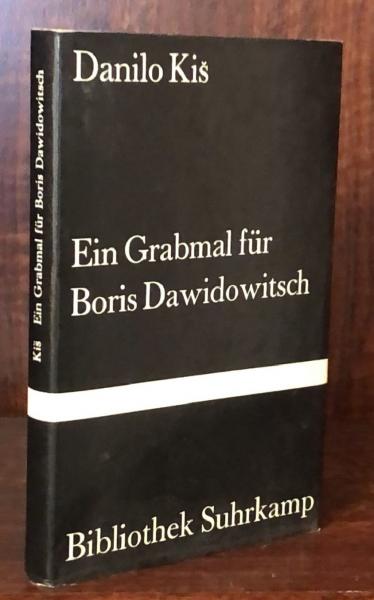 Danilo Kiš
Ein Grabmal für
Boris Dawidowitsch
Bibliothek Suhrkamp
Kiš Ein Grabmal für Boris Dawidowitsch